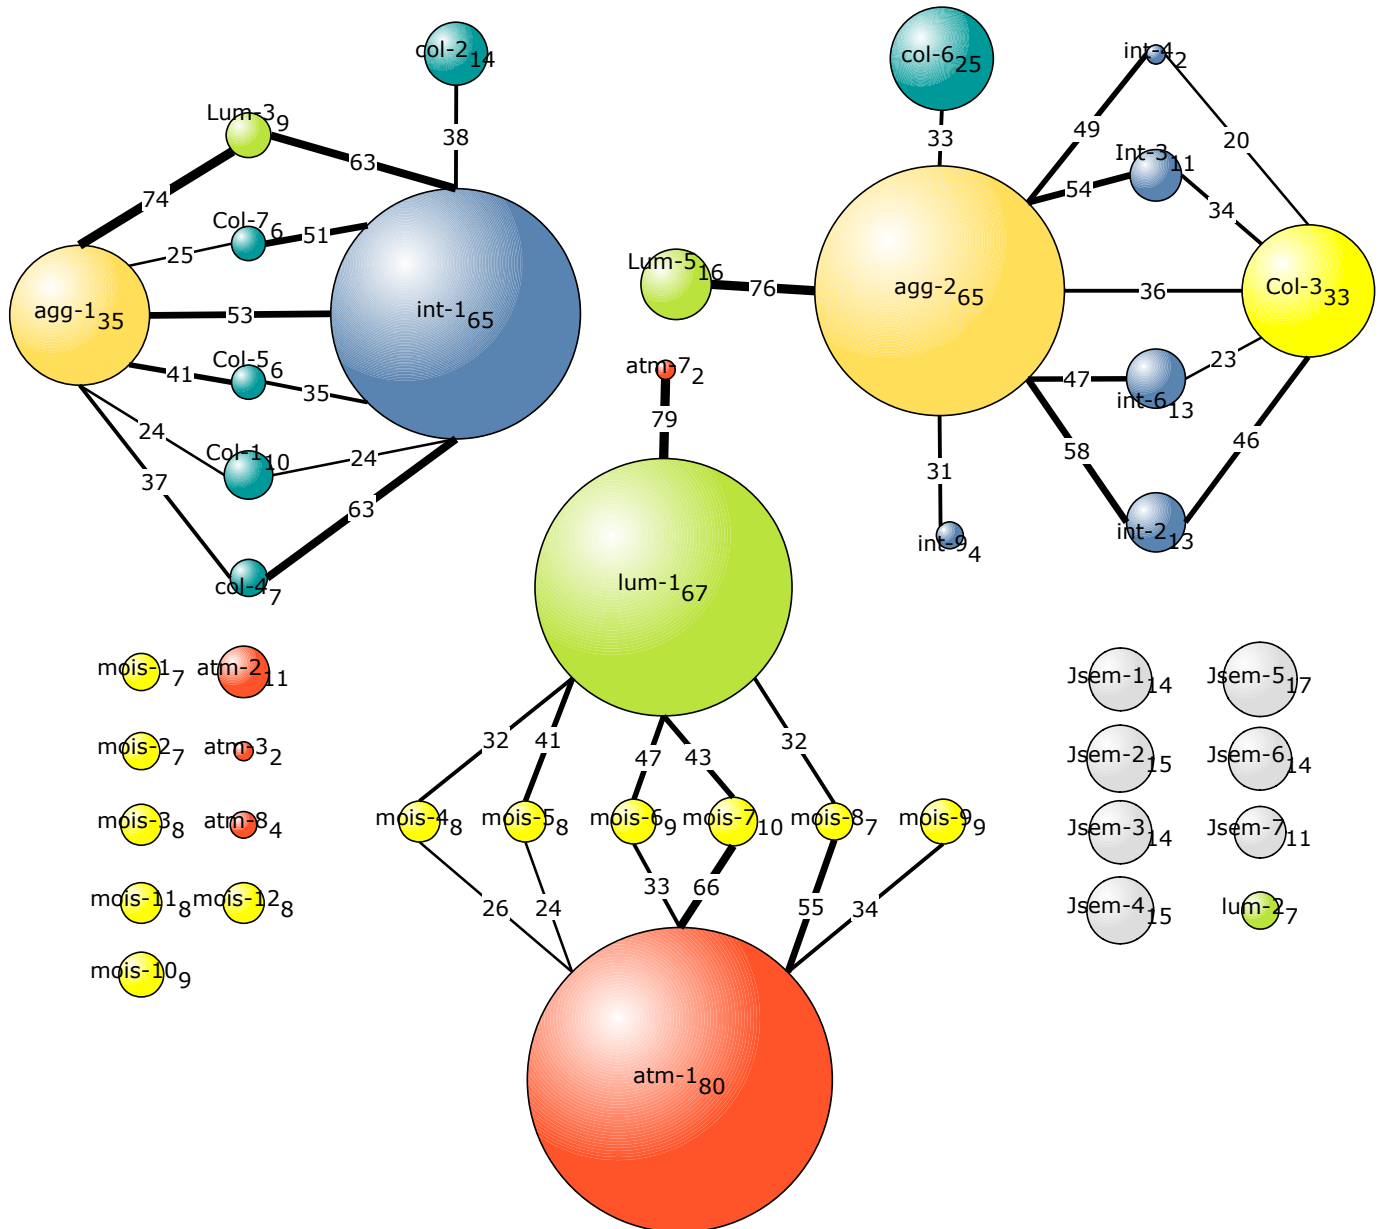 col-2 14
col-6 25
int-4 2
Lum-3 9
38
33
49
20
63
Int-3 11
74
54
34
Col-7 6
51
25
Lum-5 16
76
agg-2 65
36
Col-3 33
agg-1 35
53
int-1 65
Col-5 6
41
35
atm-7 2
47
23
int-6 13
79
24
Col-1 10
24
58
46
37
31
63
int-2 13
int-9 4
col-4 7
lum-1 67
mois-1 7
atm-2 11
Jsem-1 14
Jsem-5 17
32
41
47
43
32
mois-2 7
atm-3 2
Jsem-2 15
Jsem-6 14
mois-3 8
atm-8 4
mois-4 8
mois-5 8
mois-6 9
mois-7 10
mois-8 7
mois-9 9
Jsem-3 14
Jsem-7 11
33
66
mois-11 8
mois-12 8
26
24
55
34
Jsem-4 15
lum-2 7
mois-10 9
atm-1 80